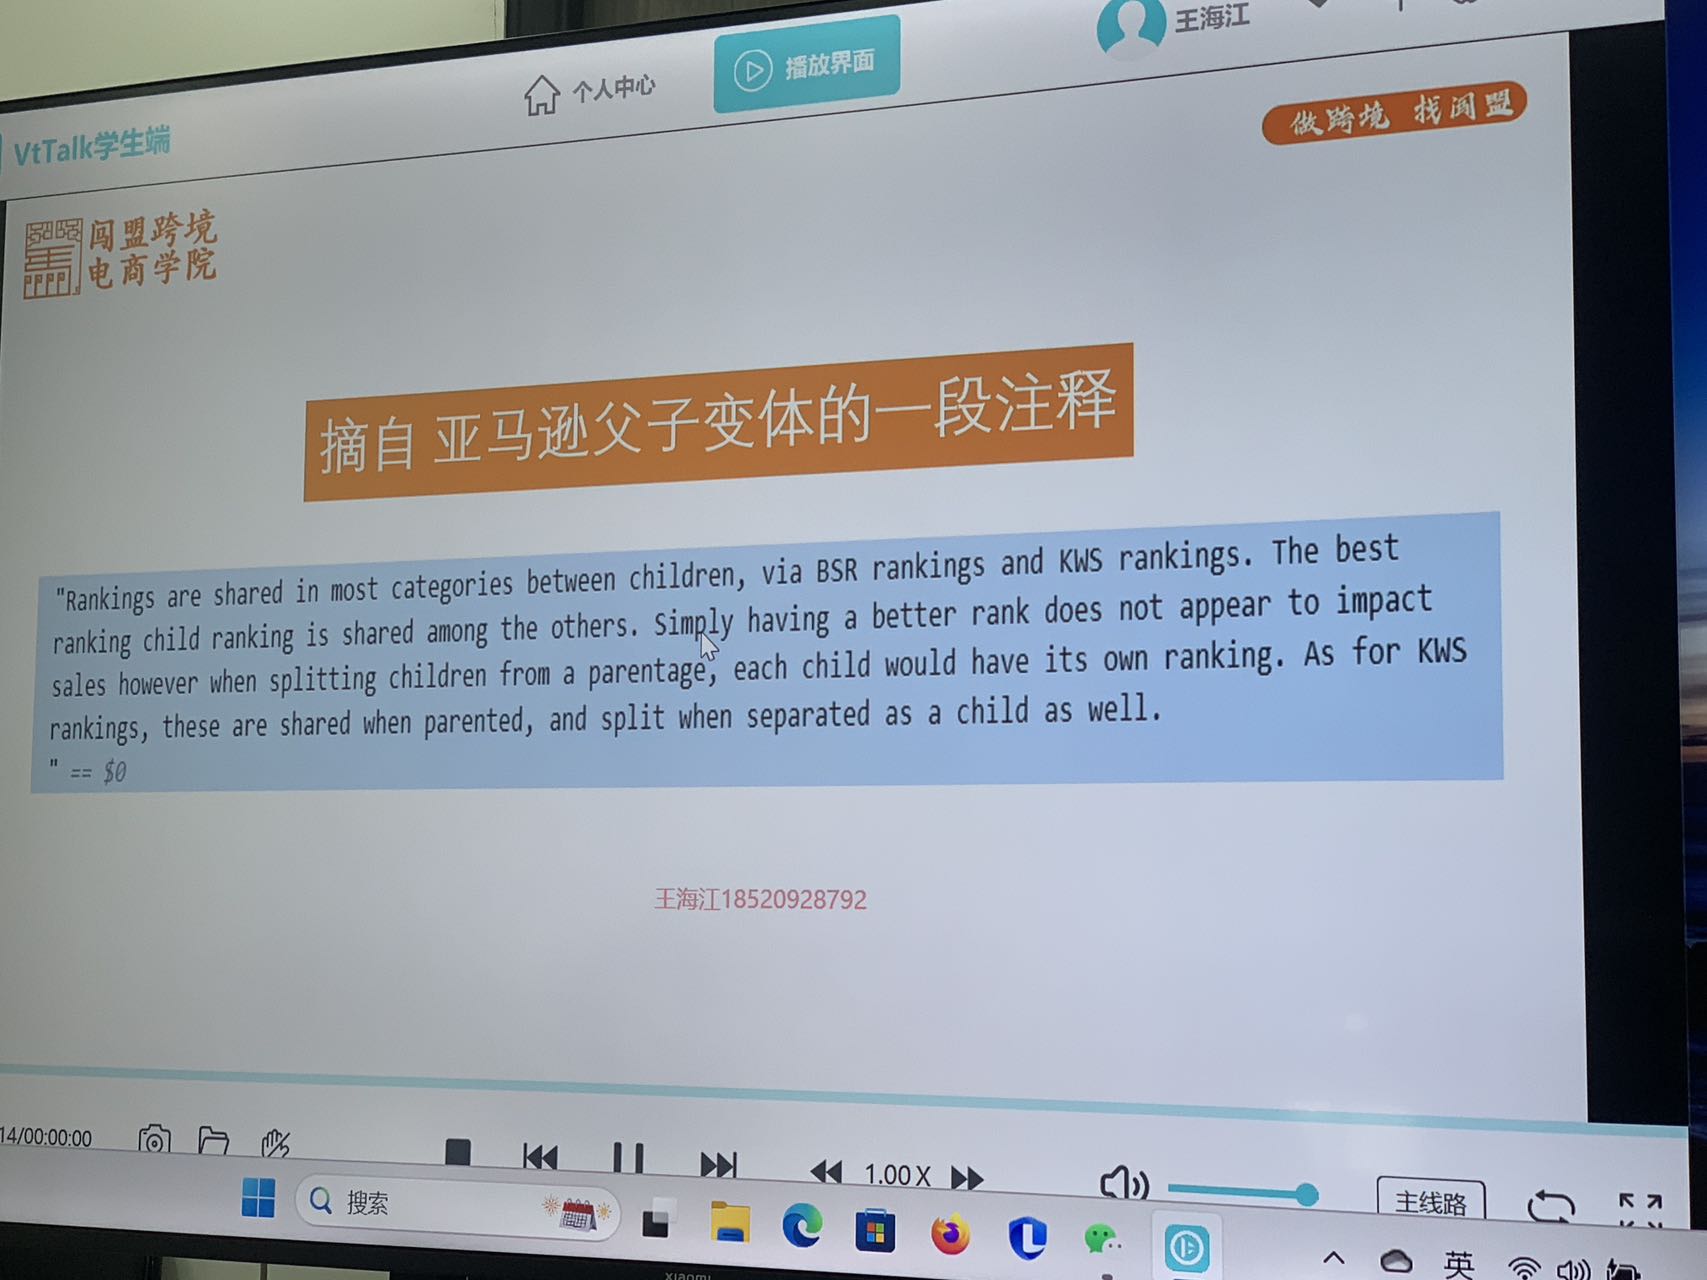 个人中心
播放界面
王海江
VtTalk学生端
做跨境 找闯盟
闯盟跨境
电商学院
摘自 亚马逊父子变体的一段注释
"Rankings are shared in most categories between children, via BSR rankings and KWS rankings. The best
ranking child ranking is shared among the others. Simply having a better rank does not appear to impact
sales however when splitting children from a parentage, each child would have its own ranking. As for KWS
rankings, these are shared when parented, and split when separated as a child as well.
" == $0
王海江18520928792
14/00:00:00
1.00X
主线路
搜索
英
xiaomi